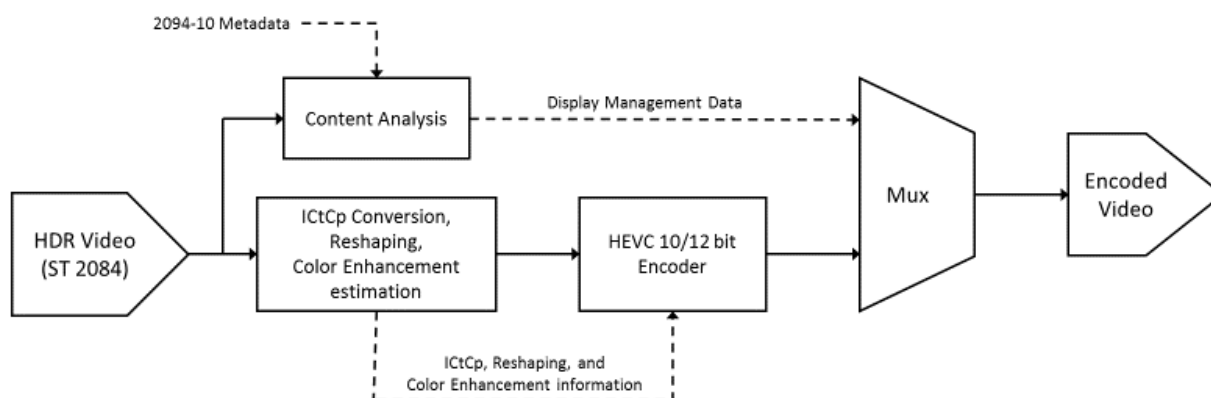 2094-10 Metadata
Content Analysis
Display Management Data
HDR Video
(ST 2084)
ICtCp Conversion,
Reshaping,
Color Enhancement
estimation
HEVC 10/12 bit
Encoder
Mux
Encoded
Video
ICtCp, Reshaping, and
Color Enhancement information